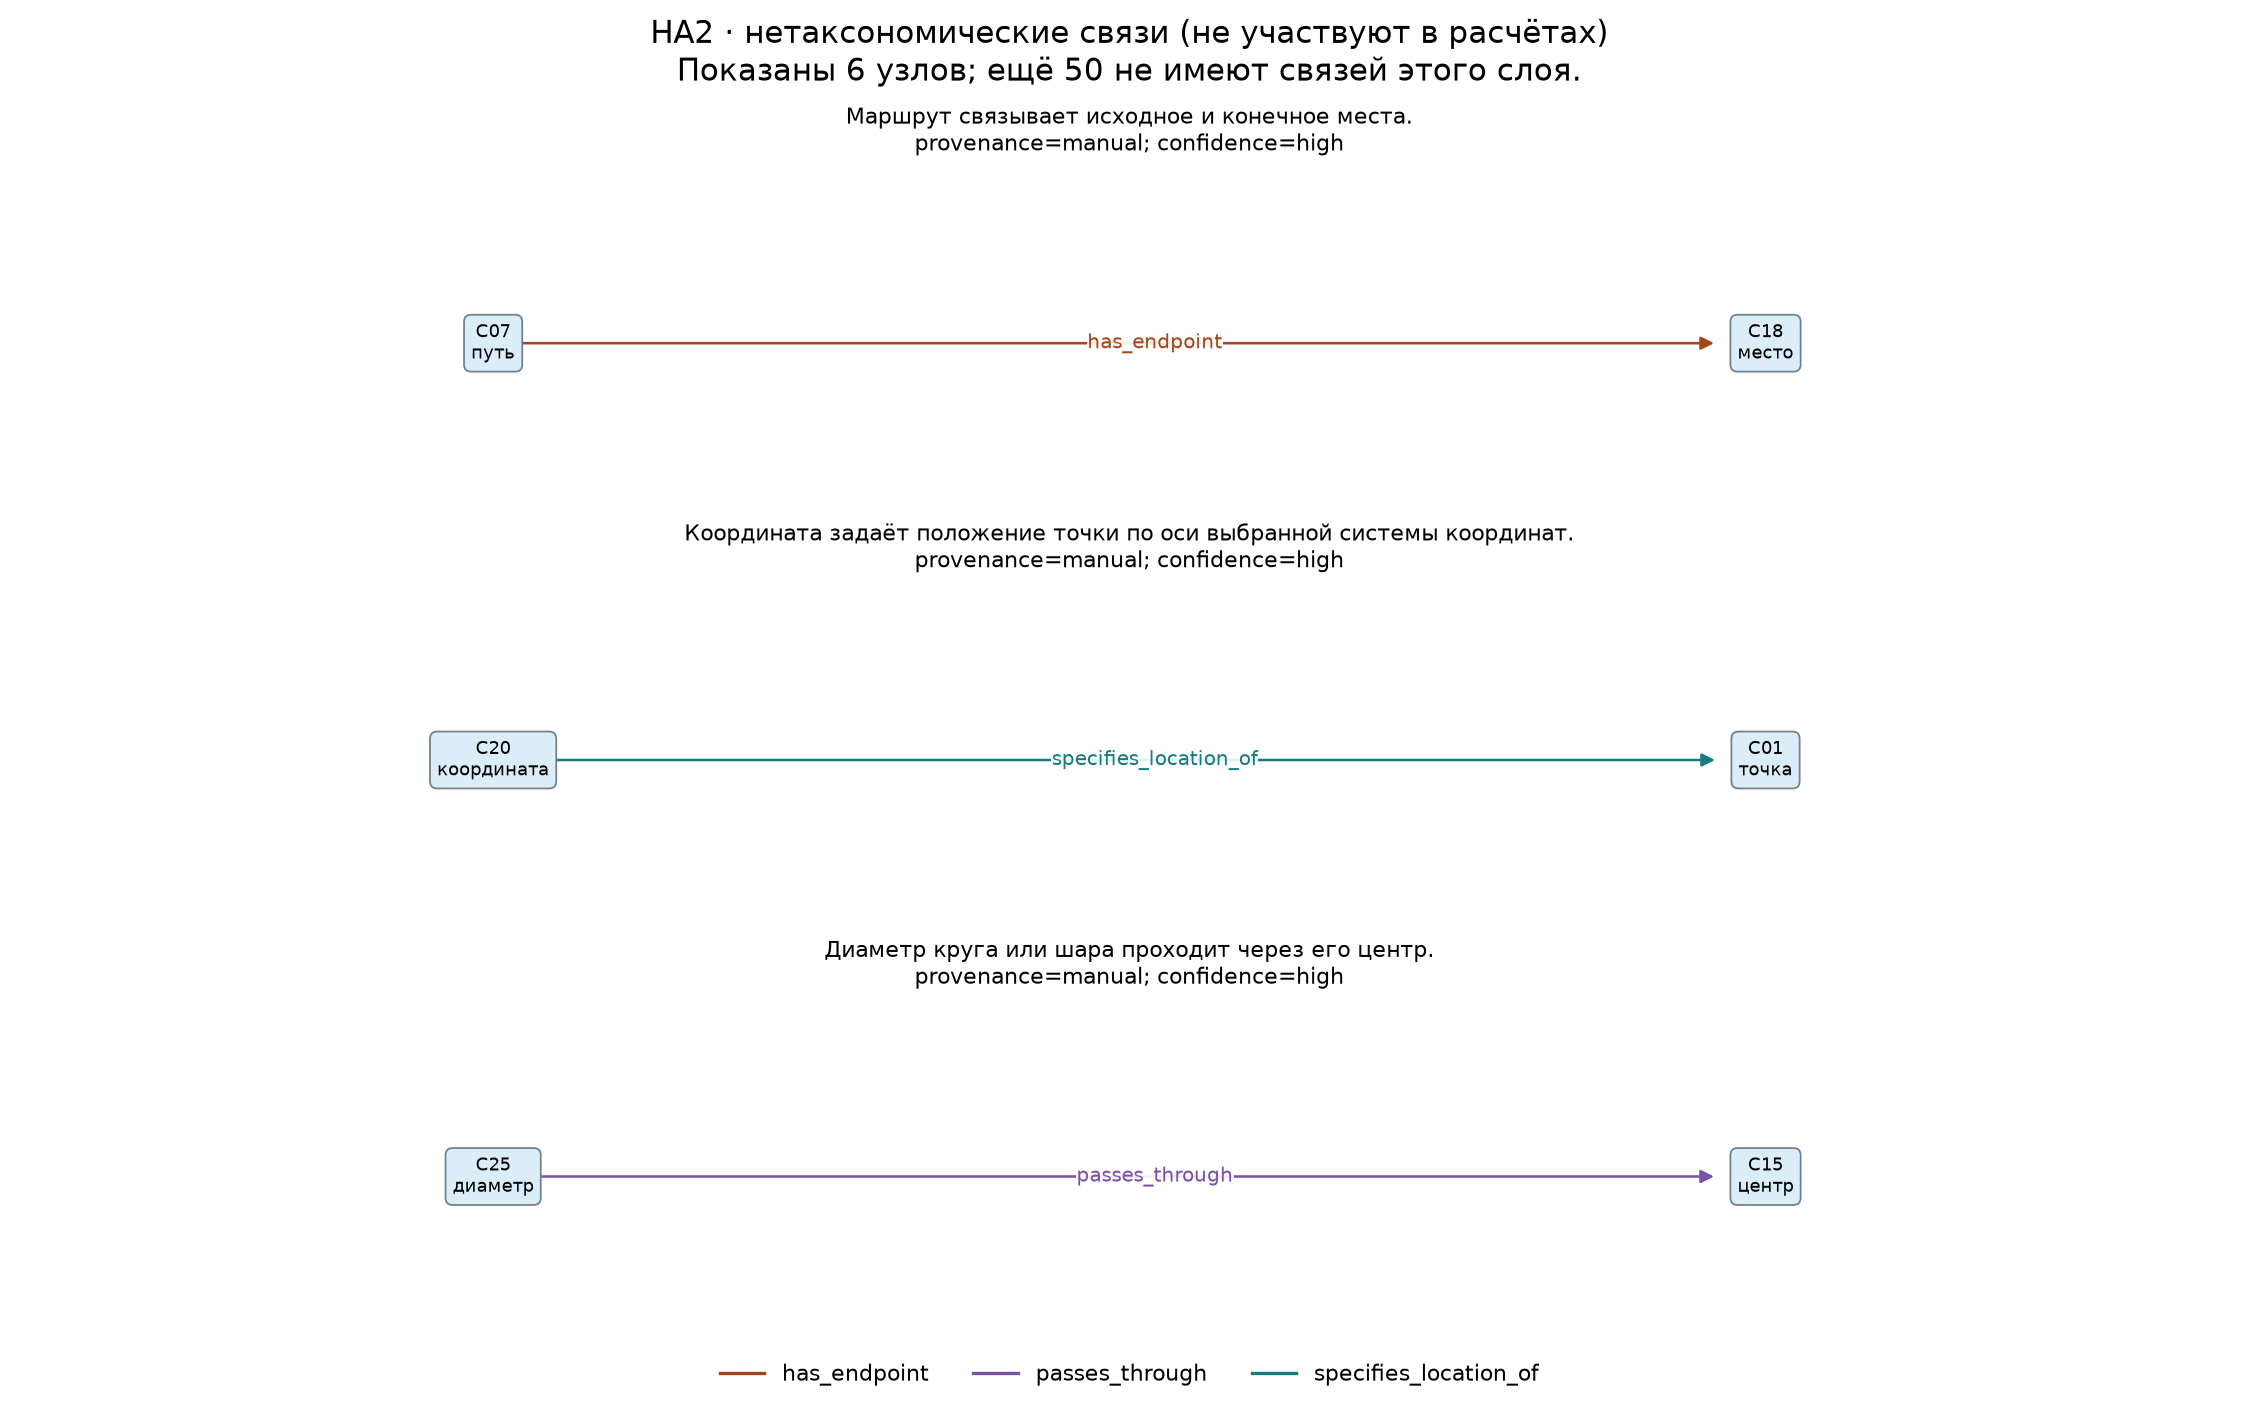 НА2 · нетаксономические связи (не участвуют в расчётах)
Показаны 6 узлов; ещё 50 не имеют связей этого слоя.
Маршрут связывает исходное и конечное места.
provenance=manual; confidence=high
C07
путь
has_endpoint
C18
место
Координата задаёт положение точки по оси выбранной системы координат.
provenance=manual; confidence=high
C20
координата
specifies_location_of
C01
точка
Диаметр круга или шара проходит через его центр.
provenance=manual; confidence=high
C25
диаметр
passes_through
C15
центр
has_endpoint
passes_through
specifies_location_of